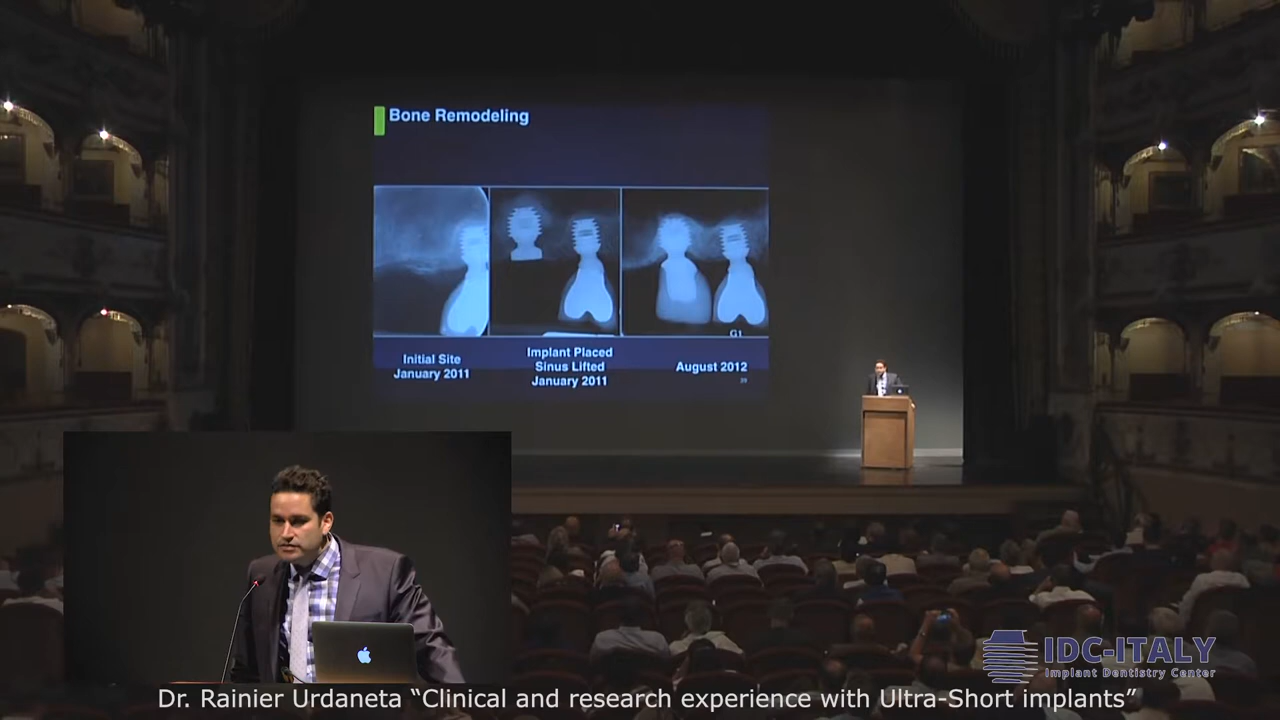 Bone Remodeling
G1
Initial Site
January 2011
Implant Placed
Sinus Lifted
January 2011
August 2012
IDC-ITALY
Implant Dentistry Center
Dr. Rainier Urdaneta “Clinical and research experience with Ultra-Short implants”